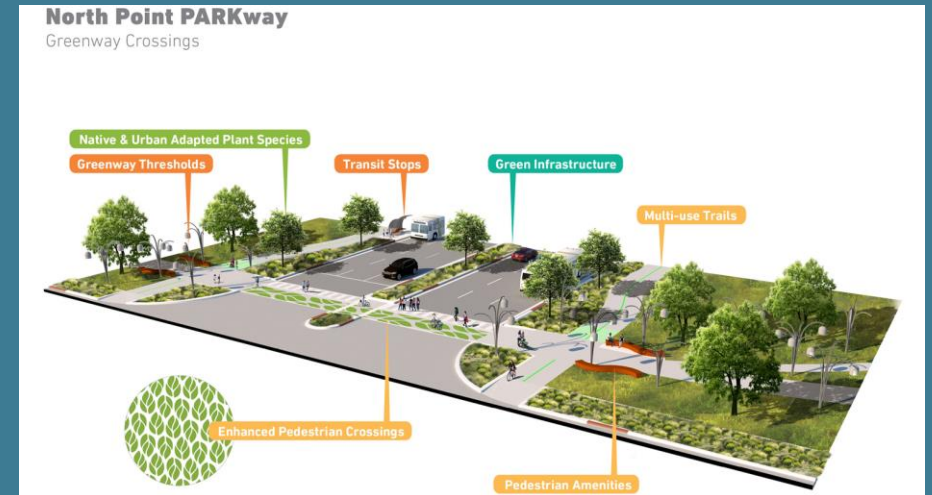 North Point PARKway
Greenway Crossings
Native & Urban Adapted Plant Species
Greenway Thresholds
Transit Stops
Green Infrastructure
Multi-use Trails
Enhanced Pedestrian Crossings
Pedestrian Amenities